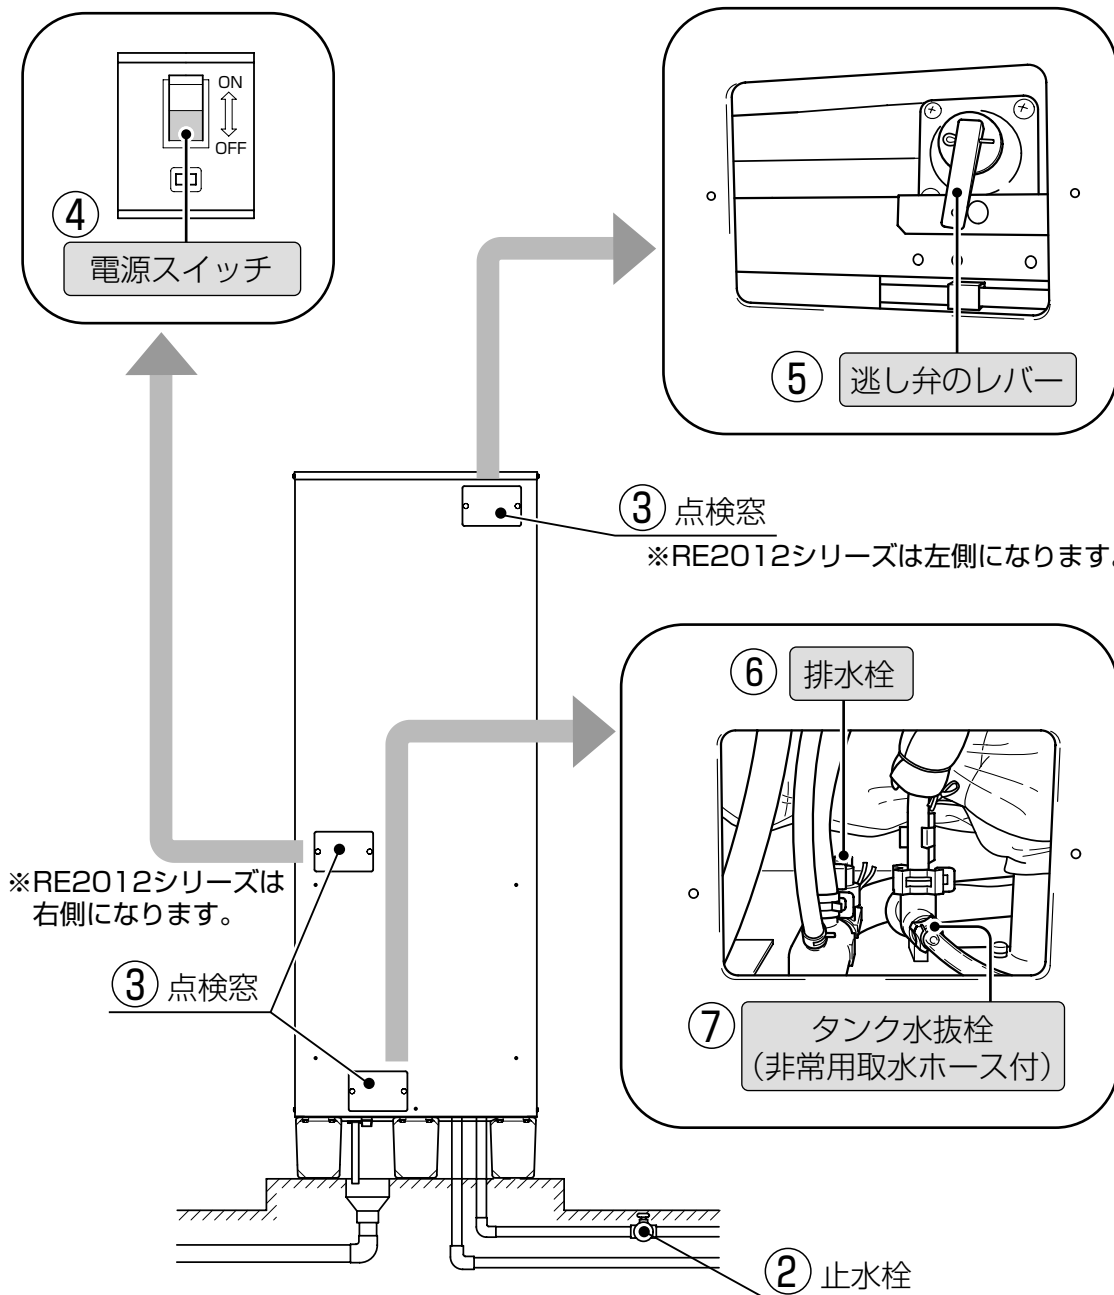 ON
OFF
④
電源スイッチ
⑤ 逃し弁のレバー
③ 点検窓
※RE2012シリーズは左側になります。
⑥ 排水栓
※RE2012シリーズは
右側になります。
③ 点検窓
⑦ タンク水抜栓
(非常用取水ホース付)
② 止水栓